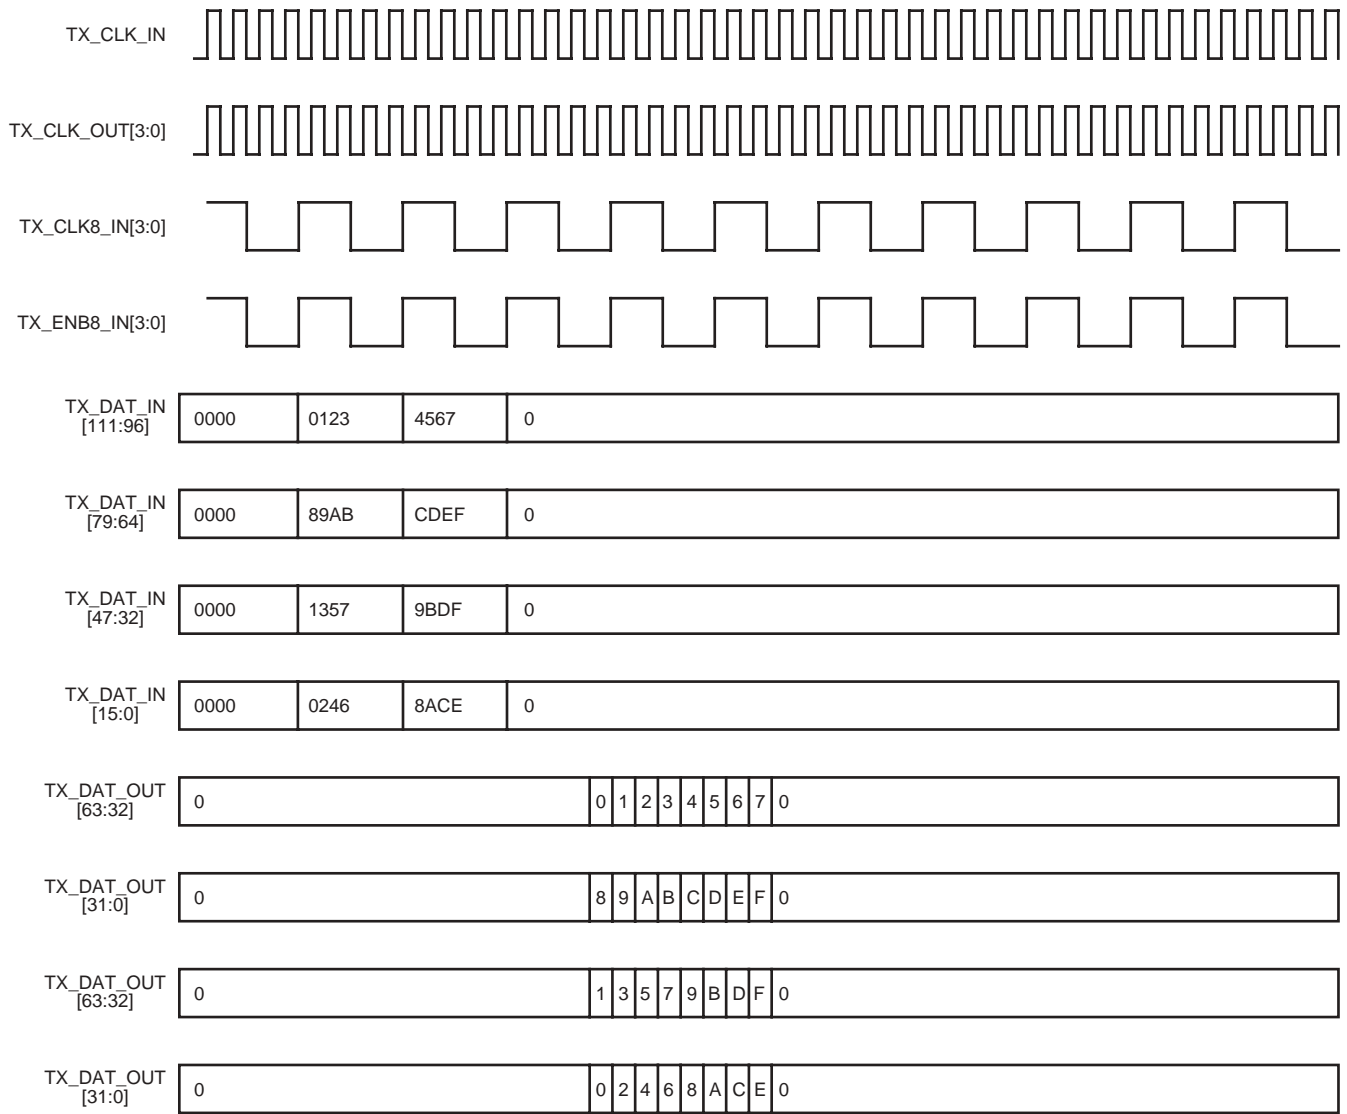 TX_CLK_IN
TX_CLK_OUT[3:0]
TX_CLK8_IN[3:0]
TX_ENB8_IN[3:0]
TX_DAT_IN
[111:96]
0000 0123 4567 0
TX_DAT_IN
[79:64]
0000 89AB CDEF 0
TX_DAT_IN
[47:32]
0000 1357 9BDF 0
TX_DAT_IN
[15:0]
0000 0246 8ACE 0
TX_DAT_OUT
[63:32]
0 0 1 2 3 4 5 6 7 0
TX_DAT_OUT
[31:0]
0 8 9 A B C D E F 0
TX_DAT_OUT
[63:32]
0 1 3 5 7 9 B D F 0
TX_DAT_OUT
[31:0]
0 0 2 4 6 8 A C E 0